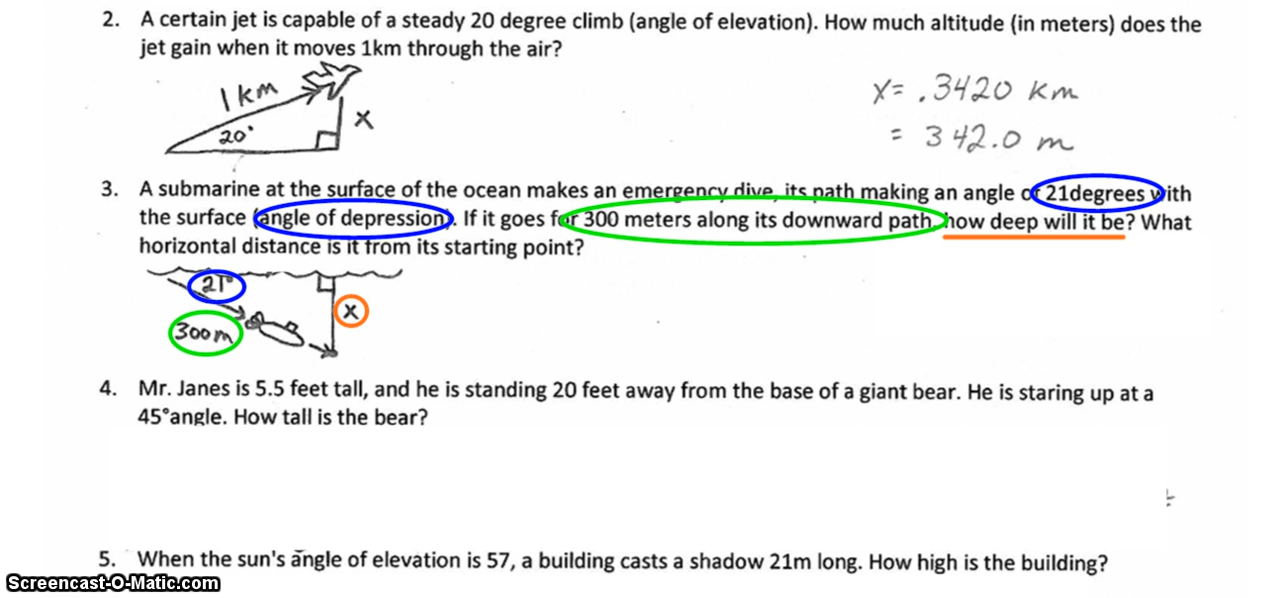 2. A certain jet is capable of a steady 20 degree climb (angle of elevation). How much altitude (in meters) does the
jet gain when it moves 1km through the air?
1 km
20°
x
x= .3420 km
= 342.0 m
3. A submarine at the surface of the ocean makes an emergency dive, its path making an angle of 21degrees with
the surface (angle of depression). If it goes for 300 meters along its downward path, how deep will it be? What
horizontal distance is it from its starting point?
21°
300 m
x
4. Mr. Janes is 5.5 feet tall, and he is standing 20 feet away from the base of a giant bear. He is staring up at a
45°angle. How tall is the bear?
5. When the sun's angle of elevation is 57, a building casts a shadow 21m long. How high is the building?
Screencast-O-Matic.com